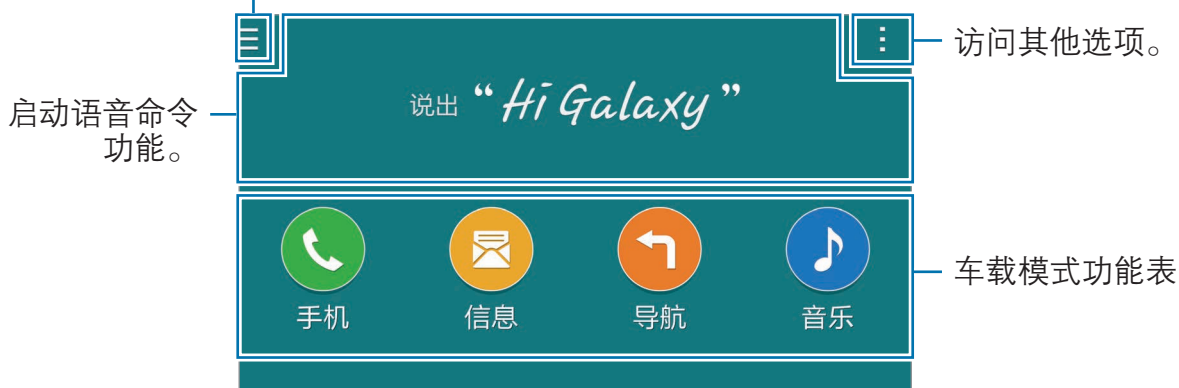 访问其他选项。
说出 “Hi Galaxy”
启动语音命令
功能。
手机 信息 导航 音乐
车载模式功能表